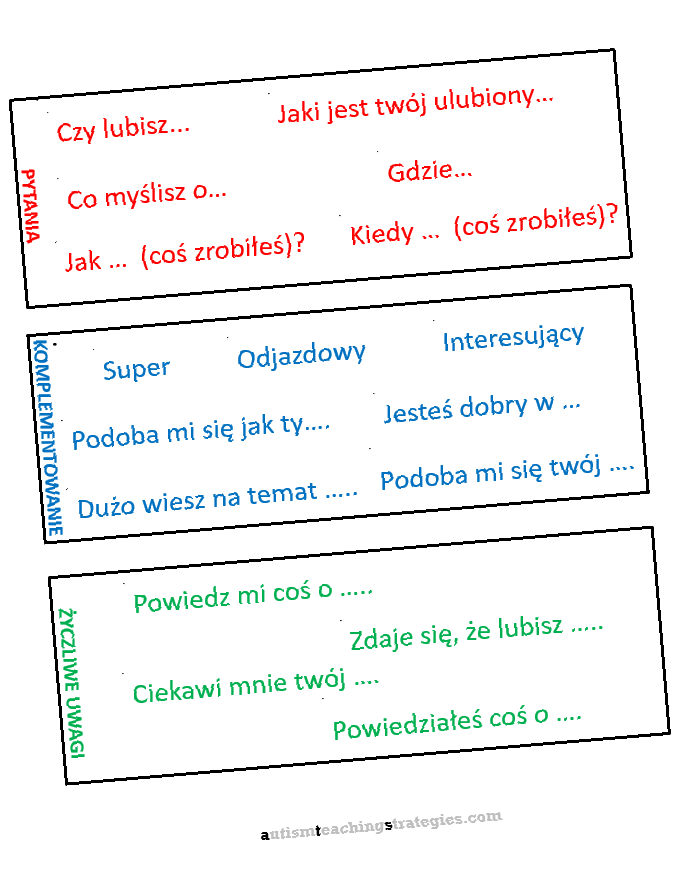 PYTANIA
Czy lubisz... Jaki jest twój ulubiony...
Co myślisz o... Gdzie...
Jak ... (coś zrobiłeś)? Kiedy ... (coś zrobiłeś)?
KOMPLEMENTOWANIE
Super Odjazdowy Interesujący
Podoba mi się jak ty.... Jesteś dobry w ...
Dużo wiesz na temat ..... Podoba mi się twój ....
ŻYCZLIWE UWAGI
Powiedz mi coś o .....
Zdaje się, że lubisz .....
Ciekawi mnie twój ....
Powiedziałeś coś o ....
autismteachingstrategies.com